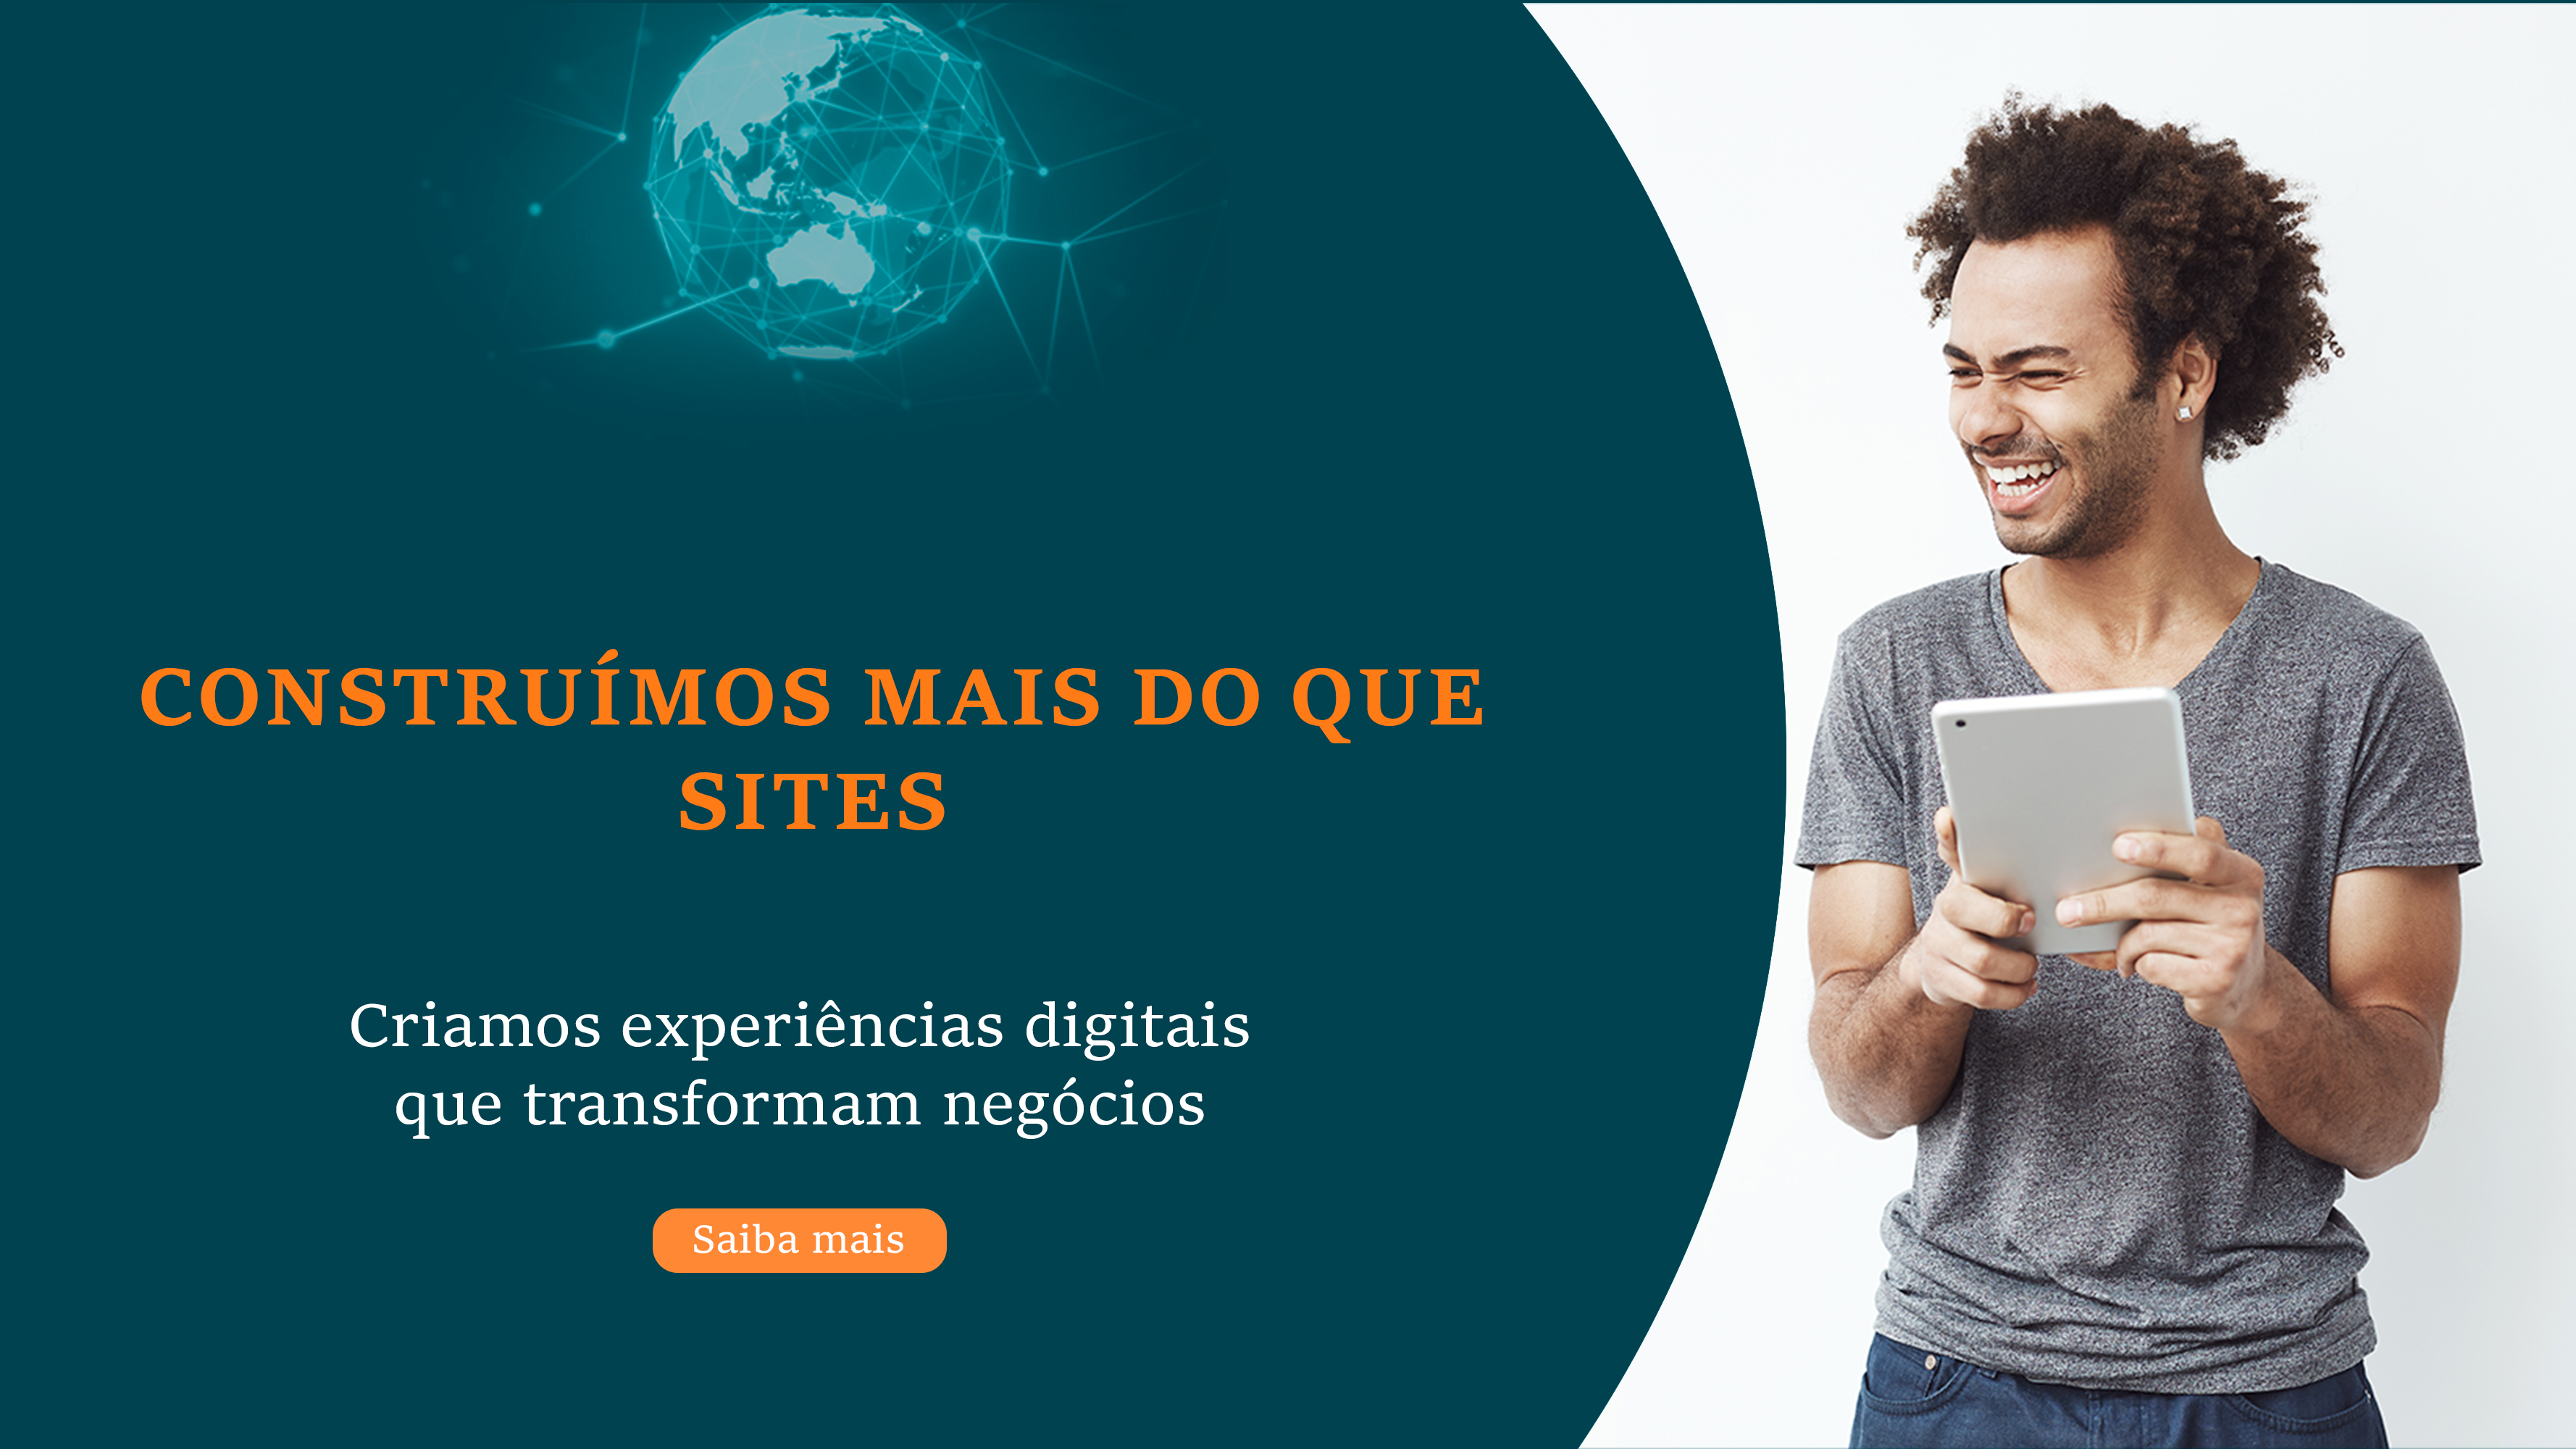 CONSTRUÍMOS MAIS DO QUE
SITES
Criamos experiências digitais
que transformam negócios
Saiba mais